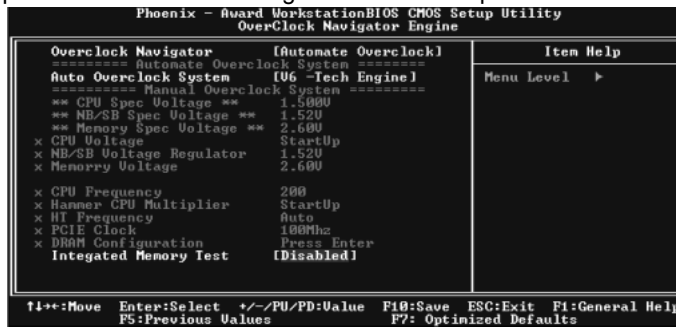 Phoenix - Award WorkstationBIOS CMOS Setup Utility
OverClock Navigator Engine
Overclock Navigator [Automate Overclock]
========= Automate Overclock System ========
Auto Overclock System [V6 -Tech Engine]
========== Manual Overclock System =========
** CPU Spec Voltage ** 1.500V
** NB/SB Spec Voltage ** 1.52V
** Memory Spec Voltage ** 2.60V
x CPU Voltage StartUp
x NB/SB Voltage Regulator 1.52V
x Memorry Voltage 2.60V
x CPU Frequency 200
x Hammer CPU Multiplier StartUp
x HT Frequency Auto
x PCIE Clock 100Mhz
x DRAM Configuration Press Enter
Integated Memory Test [Disabled]
Item Help
Menu Level ▶
↑↓→←:Move Enter:Select +/-/PU/PD:Value F10:Save ESC:Exit F1:General Help
F5:Previous Values F7: Optimized Defaults